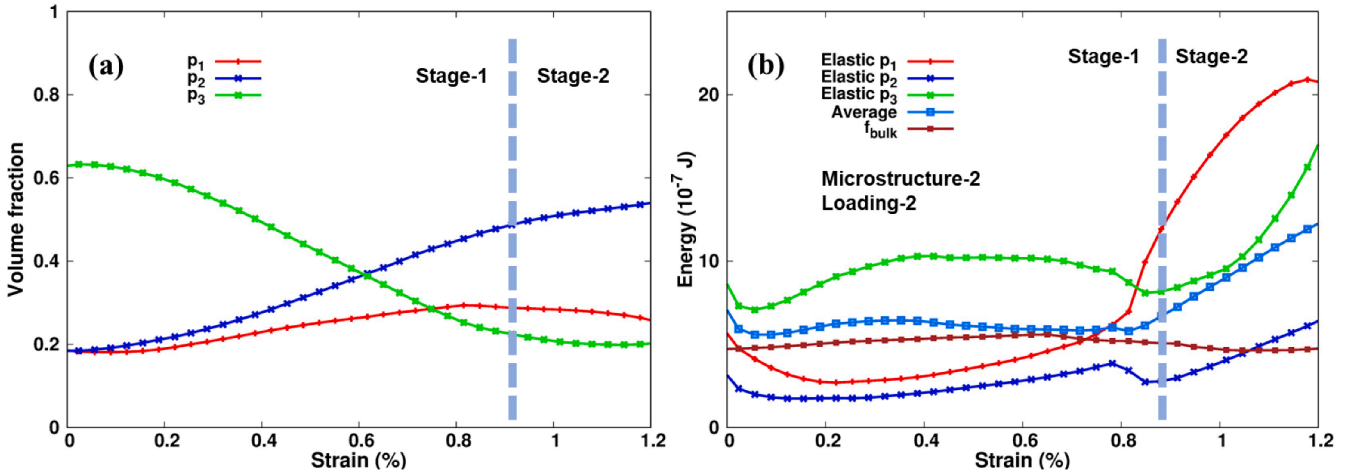 (a)
p1
p2
p3
Stage-1
Stage-2
Volume fraction
1
0.8
0.6
0.4
0.2
0
0
0.2
0.4
0.6
0.8
1
1.2
Strain (%)
(b)
Elastic p1
Elastic p2
Elastic p3
Average
fbulk
Stage-1
Stage-2
Microstructure-2
Loading-2
Energy (10-7 J)
20
10
0
0
0.2
0.4
0.6
0.8
1
1.2
Strain (%)